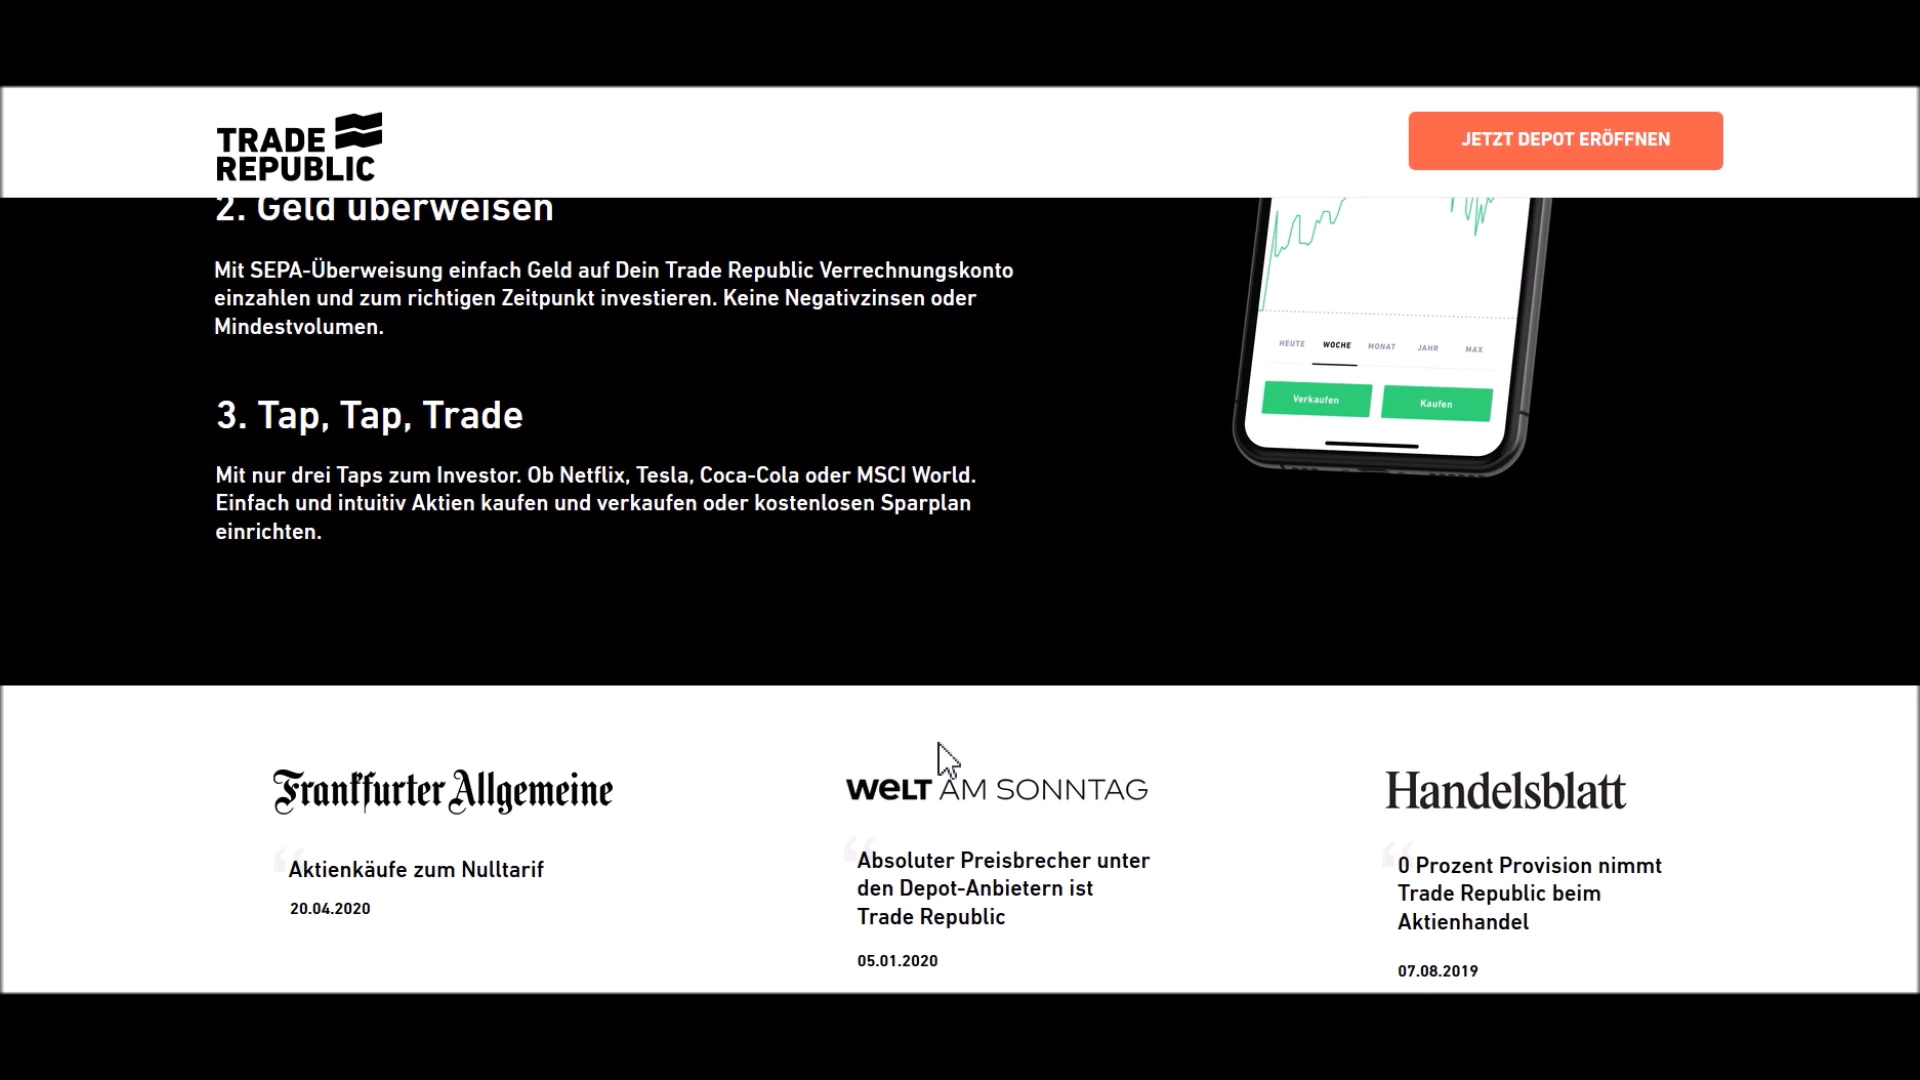 TRADE
REPUBLIC
JETZT DEPOT ERÖFFNEN
2. Geld überweisen
Mit SEPA-Überweisung einfach Geld auf Dein Trade Republic Verrechnungskonto
einzahlen und zum richtigen Zeitpunkt investieren. Keine Negativzinsen oder
Mindestvolumen.
3. Tap, Tap, Trade
Mit nur drei Taps zum Investor. Ob Netflix, Tesla, Coca-Cola oder MSCI World.
Einfach und intuitiv Aktien kaufen und verkaufen oder kostenlosen Sparplan
einrichten.
HEUTE WOCHE MONAT JAHR MAX
Verkaufen Kaufen
Frankfurter Allgemeine
“Aktienkäufe zum Nulltarif
20.04.2020
WELT AM SONNTAG
“Absoluter Preisbrecher unter
den Depot-Anbietern ist
Trade Republic
05.01.2020
Handelsblatt
“0 Prozent Provision nimmt
Trade Republic beim
Aktienhandel
07.08.2019